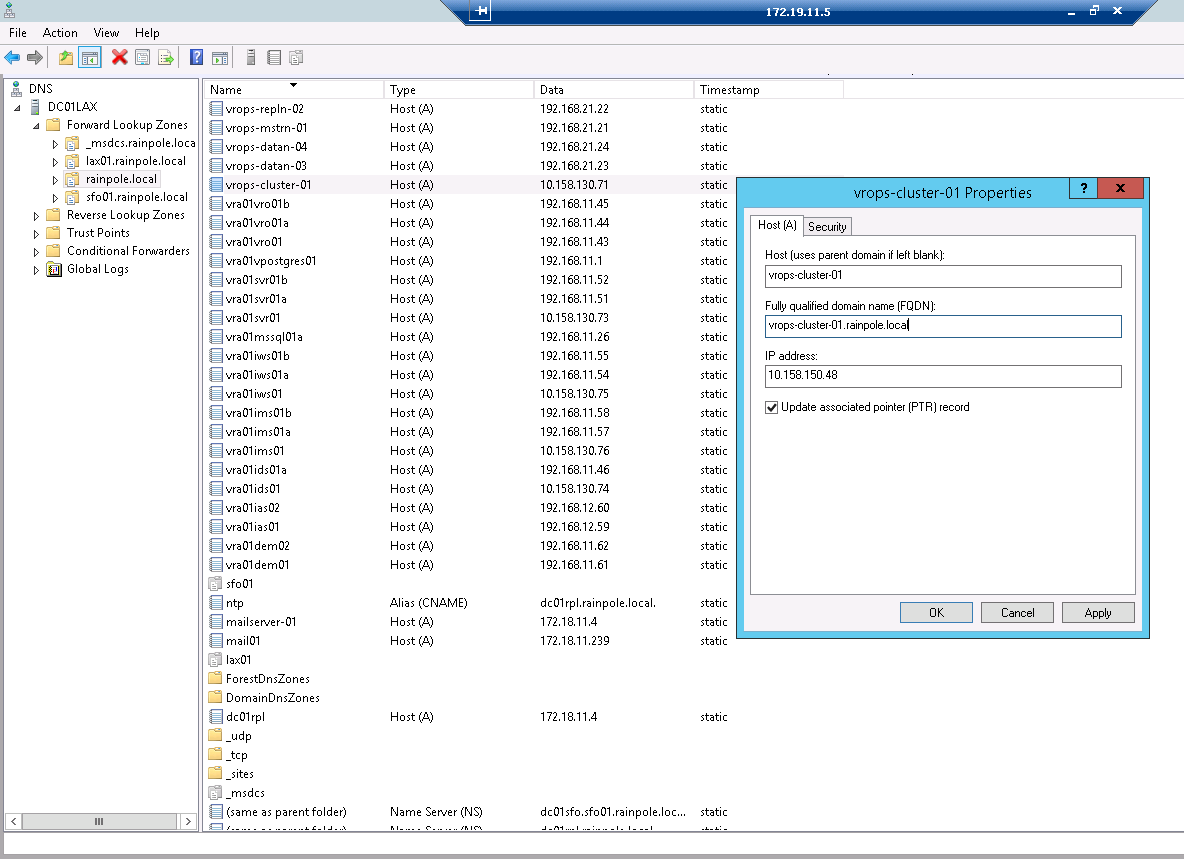 172.19.11.5
File Action View Help
DNS
DC01LAX
Forward Lookup Zones
_msdcs.rainpole.loca
lax01.rainpole.local
rainpole.local
sfo01.rainpole.local
Reverse Lookup Zones
Trust Points
Conditional Forwarders
Global Logs
Name Type Data Timestamp
vrops-repln-02 Host (A) 192.168.21.22 static
vrops-mstrn-01 Host (A) 192.168.21.21 static
vrops-datan-04 Host (A) 192.168.21.24 static
vrops-datan-03 Host (A) 192.168.21.23 static
vrops-cluster-01 Host (A) 10.158.130.71 static
vra01vro01b Host (A) 192.168.11.45 static
vra01vro01a Host (A) 192.168.11.44 static
vra01vro01 Host (A) 192.168.11.43 static
vra01vpostgres01 Host (A) 192.168.11.1 static
vra01svr01b Host (A) 192.168.11.52 static
vra01svr01a Host (A) 192.168.11.51 static
vra01svr01 Host (A) 10.158.130.73 static
vra01mssql01a Host (A) 192.168.11.26 static
vra01iws01b Host (A) 192.168.11.55 static
vra01iws01a Host (A) 192.168.11.54 static
vra01iws01 Host (A) 10.158.130.75 static
vra01ims01b Host (A) 192.168.11.58 static
vra01ims01a Host (A) 192.168.11.57 static
vra01ims01 Host (A) 10.158.130.76 static
vra01ids01a Host (A) 192.168.11.46 static
vra01ids01 Host (A) 10.158.130.74 static
vra01ias02 Host (A) 192.168.12.60 static
vra01ias01 Host (A) 192.168.12.59 static
vra01dem02 Host (A) 192.168.11.62 static
vra01dem01 Host (A) 192.168.11.61 static
sfo01
ntp Alias (CNAME) dc01rpl.rainpole.local. static
mailserver-01 Host (A) 172.18.11.4 static
mail01 Host (A) 172.18.11.239 static
lax01
ForestDnsZones
DomainDnsZones
dc01rpl Host (A) 172.18.11.4 static
_udp
_tcp
_sites
_msdcs
(same as parent folder) Name Server (NS) dc01sfo.sfo01.rainpole.loc... static
vrops-cluster-01 Properties ? X
Host (A) Security
Host (uses parent domain if left blank):
vrops-cluster-01
Fully qualified domain name (FQDN):
vrops-cluster-01.rainpole.local
IP address:
10.158.150.48
Update associated pointer (PTR) record
OK Cancel Apply